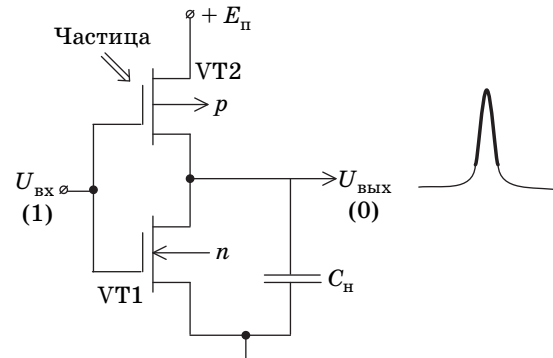 + Eп
Частица
VT2
p
Uвх
(1)
Uвых
(0)
n
VT1
Cн